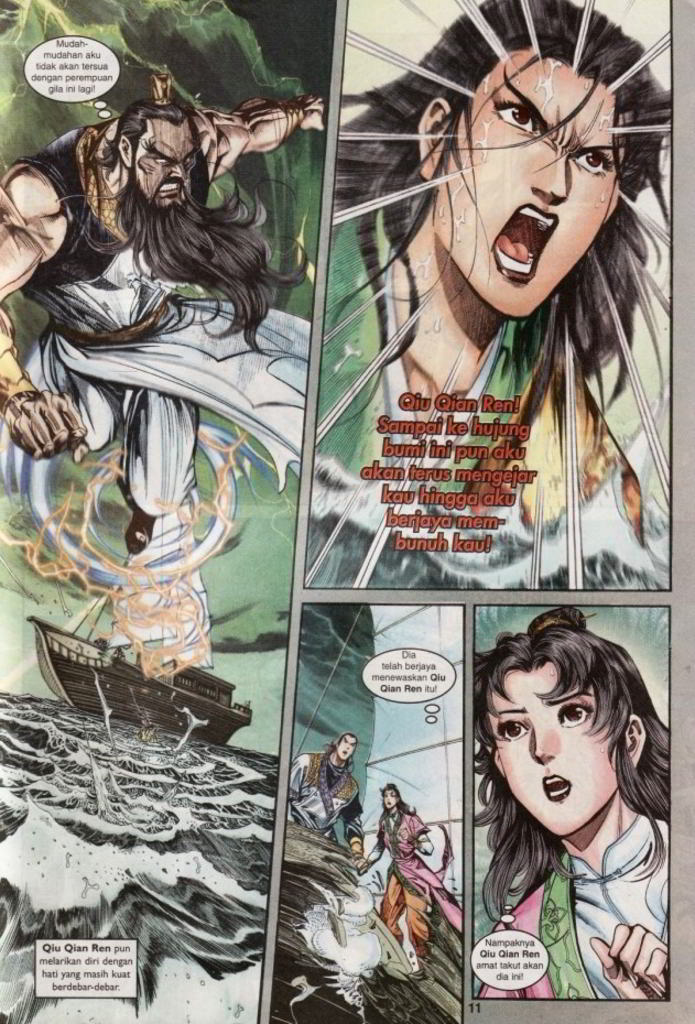 Mudah-
mudahan aku
tidak akan tersua
dengan perempuan
gila ini lagi!
Qiu Qian Ren pun
melarikan diri dengan
hati yang masih kuat
berdebar-debar.
Qiu Qian Ren!
Sampai ke hujung
bumi ini pun aku
akan terus mengejar
kau hingga aku
berjaya mem-
bunuh kau!
Dia
telah berjaya
menewaskan Qiu
Qian Ren itu!
Nampaknya
Qiu Qian Ren
amat takut akan
dia ini!
11